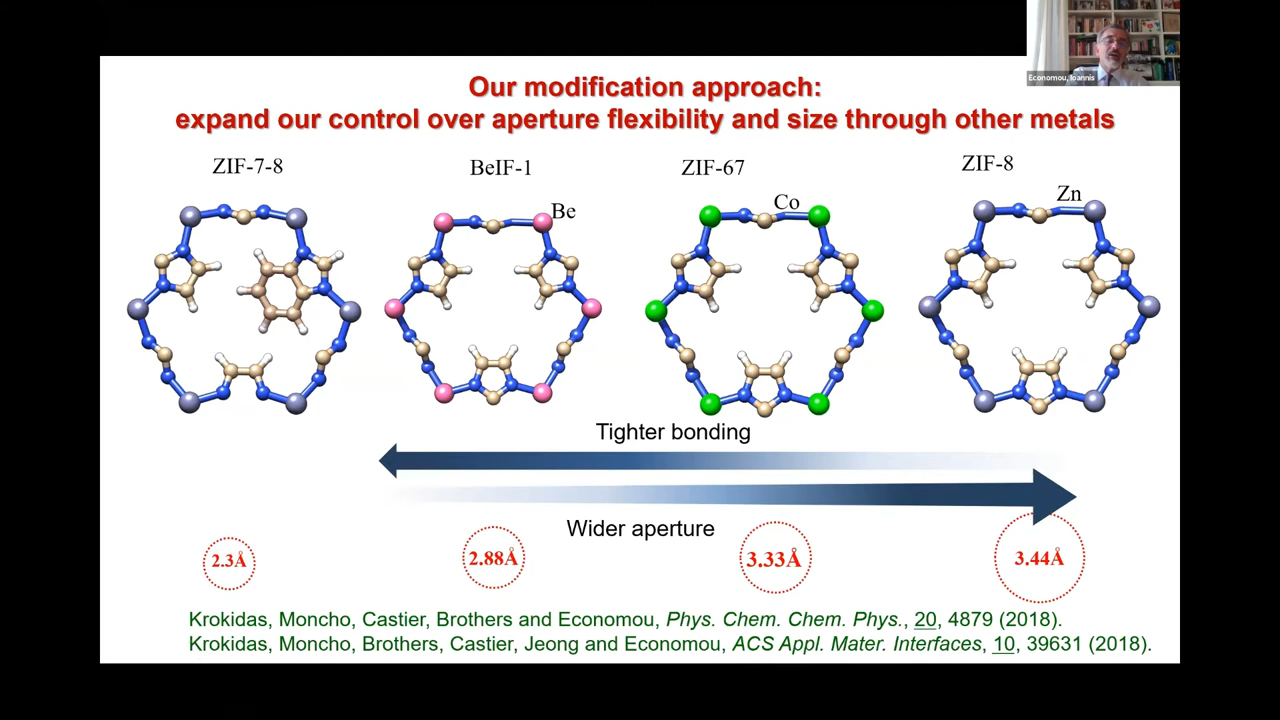 Economou, Ioannis
Our modification approach:
expand our control over aperture flexibility and size through other metals
ZIF-7-8
BeIF-1
ZIF-67
ZIF-8
Be
Co
Zn
Tighter bonding
Wider aperture
2.3Å
2.88Å
3.33Å
3.44Å
Krokidas, Moncho, Castier, Brothers and Economou, Phys. Chem. Chem. Phys., 20, 4879 (2018).
Krokidas, Moncho, Brothers, Castier, Jeong and Economou, ACS Appl. Mater. Interfaces, 10, 39631 (2018).